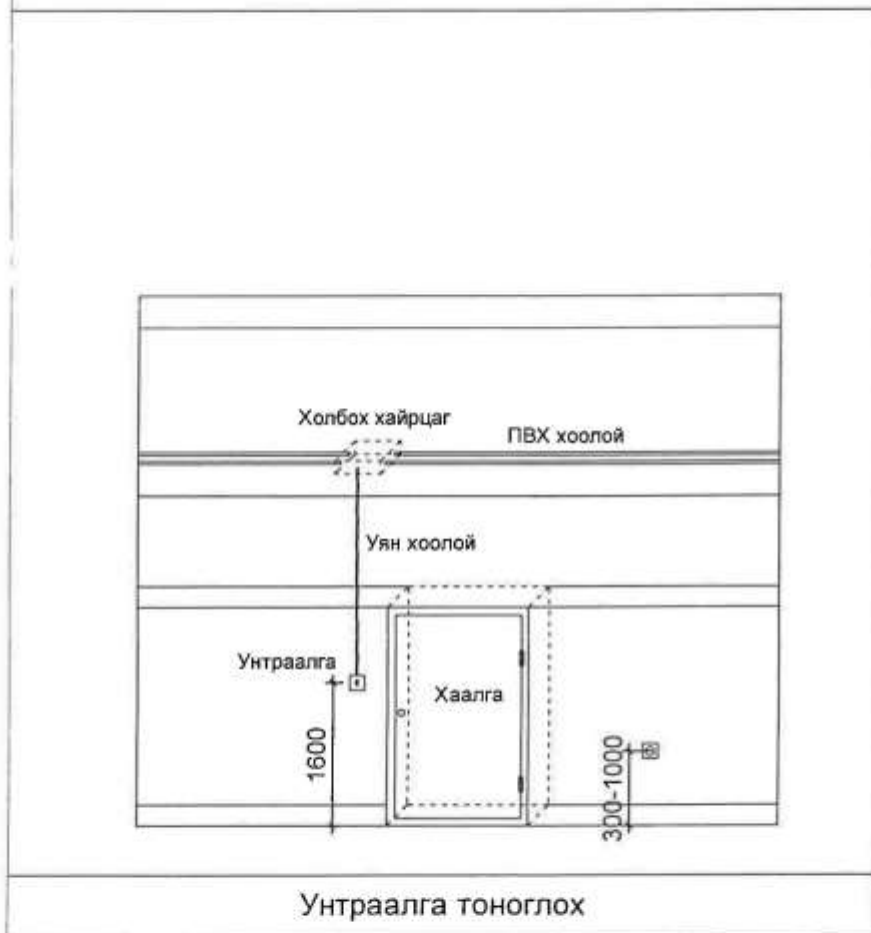 Холбох хайрцаг
ПВХ хоолой
Уян хоолой
Унтраалга
Хаалга
1600
300-1000
Унтраалга тоноглох